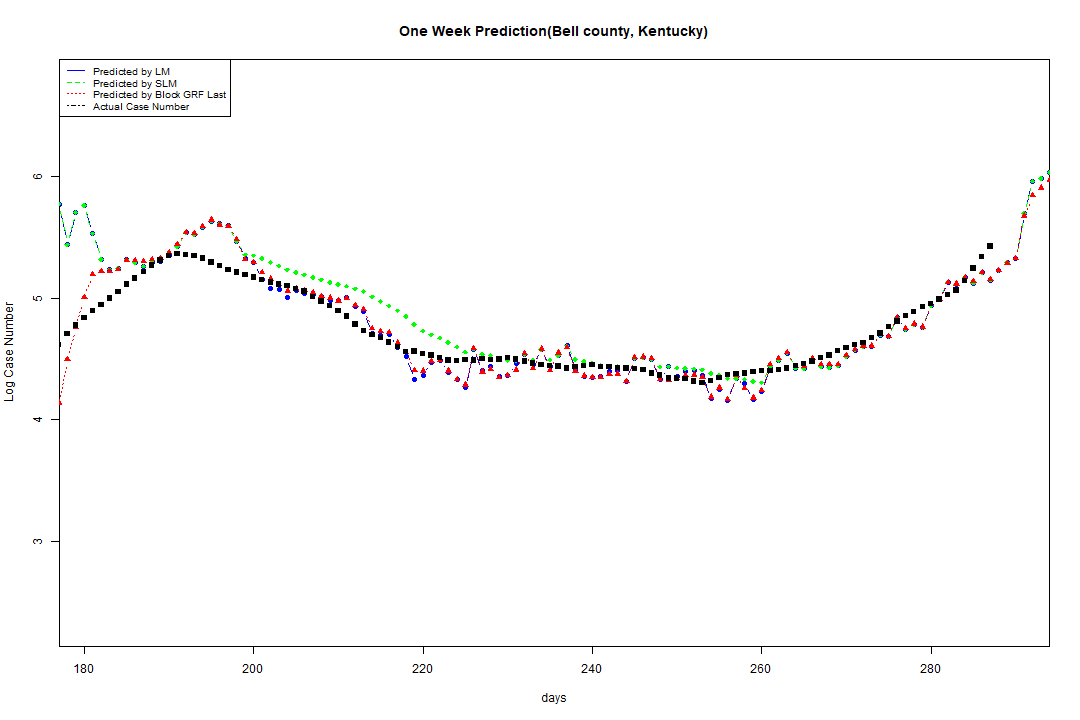 One Week Prediction(Bell county, Kentucky)
Predicted by LM
Predicted by SLM
Predicted by Block GRF Last
Actual Case Number
6
5
4
3
Log Case Number
180 200 220 240 260 280
days